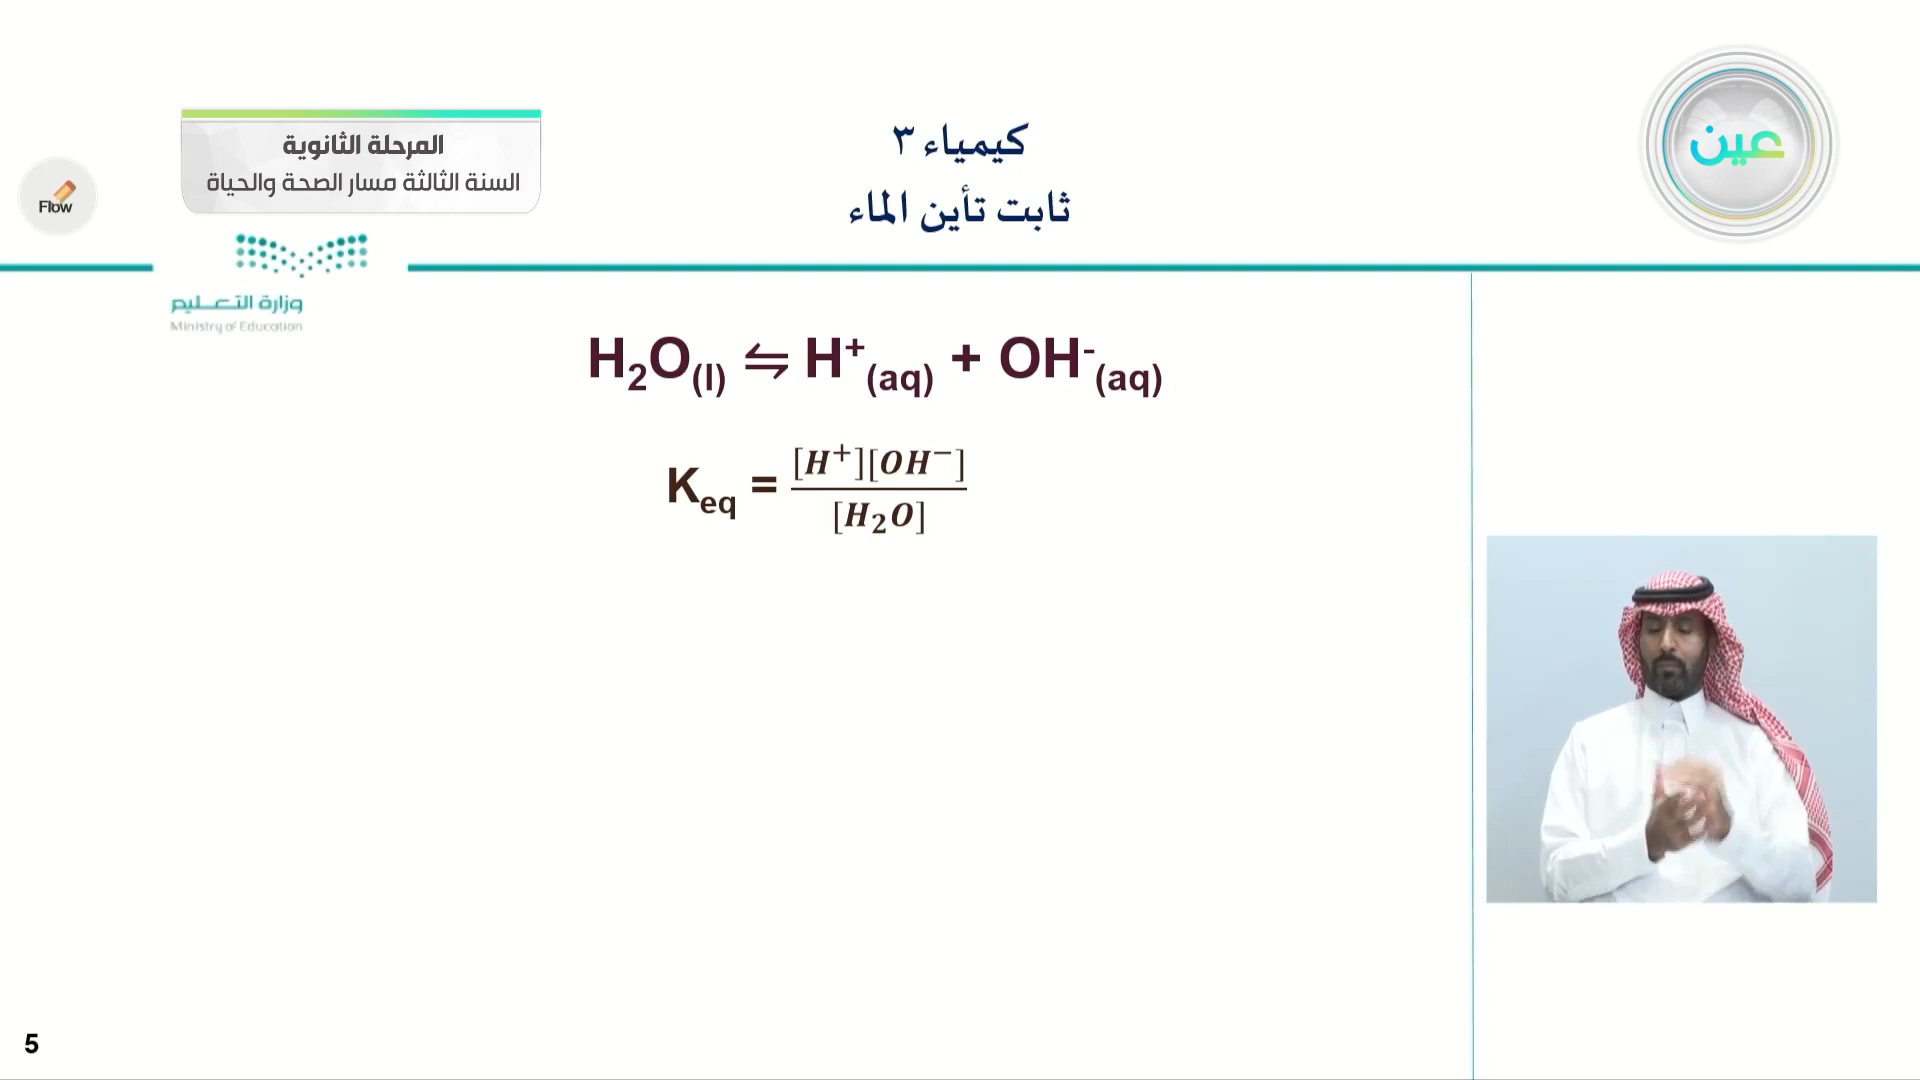 عين
كيمياء ٣
ثابت تأين الماء
المرحلة الثانوية
السنة الثالثة مسار الصحة والحياة
Flow
وزارة التعليم
Ministry of Education
H₂O₍l₎ ⇋ H⁺(aq) + OH⁻(aq)
Keq = [H⁺][OH⁻] / [H₂O]
5